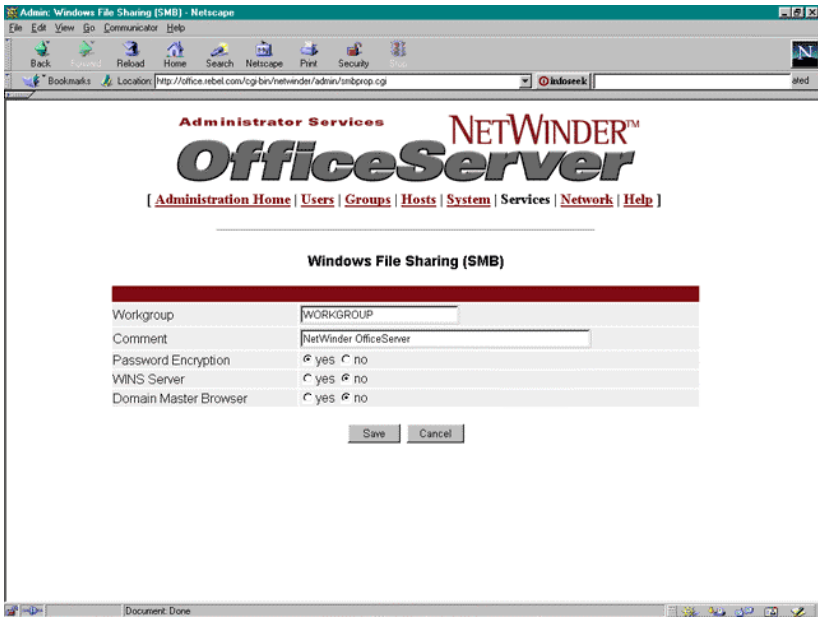 Admin: Windows File Sharing (SMB) - Netscape
File Edit View Go Communicator Help
Back Forward Reload Home Search Netscape Print Security Stop
Bookmarks Location: http://office.rebel.com/cgi-bin/netwinder/admin/smbprop.cgi infoseek ated
Administrator Services NETWINDER™
OfficeServer
[ Administration Home | Users | Groups | Hosts | System | Services | Network | Help ]
Windows File Sharing (SMB)
Workgroup WORKGROUP
Comment NetWinder OfficeServer
Password Encryption yes no
WINS Server yes no
Domain Master Browser yes no
Save Cancel
Document: Done